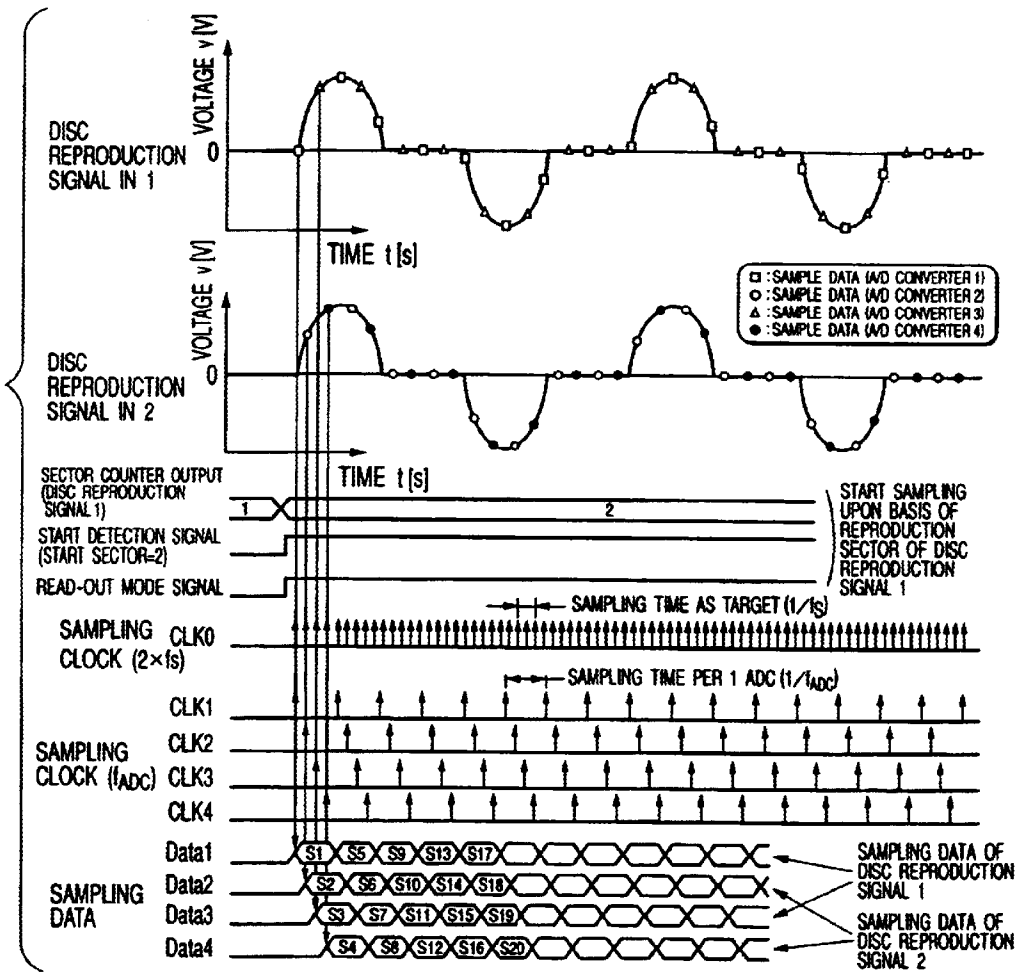 VOLTAGE v [V]
DISC
REPRODUCTION
SIGNAL IN 1
0
TIME t [s]
□ : SAMPLE DATA (A/D CONVERTER 1)
○ : SAMPLE DATA (A/D CONVERTER 2)
△ : SAMPLE DATA (A/D CONVERTER 3)
● : SAMPLE DATA (A/D CONVERTER 4)
VOLTAGE v [V]
DISC
REPRODUCTION
SIGNAL IN 2
0
TIME t [s]
SECTOR COUNTER OUTPUT
(DISC REPRODUCTION
SIGNAL 1)
1
2
START DETECTION SIGNAL
(START SECTOR=2)
READ-OUT MODE SIGNAL
START SAMPLING
UPON BASIS OF
REPRODUCTION
SECTOR OF DISC
REPRODUCTION
SIGNAL 1
SAMPLING TIME AS TARGET (1/fs)
SAMPLING
CLOCK (2×fs)
CLK0
SAMPLING TIME PER 1 ADC (1/fADC)
SAMPLING
CLOCK (fADC)
CLK1
CLK2
CLK3
CLK4
SAMPLING
DATA
Data1 S1 S5 S9 S13 S17
Data2 S2 S6 S10 S14 S18
Data3 S3 S7 S11 S15 S19
Data4 S4 S8 S12 S16 S20
SAMPLING DATA OF
DISC REPRODUCTION
SIGNAL 1
SAMPLING DATA OF
DISC REPRODUCTION
SIGNAL 2